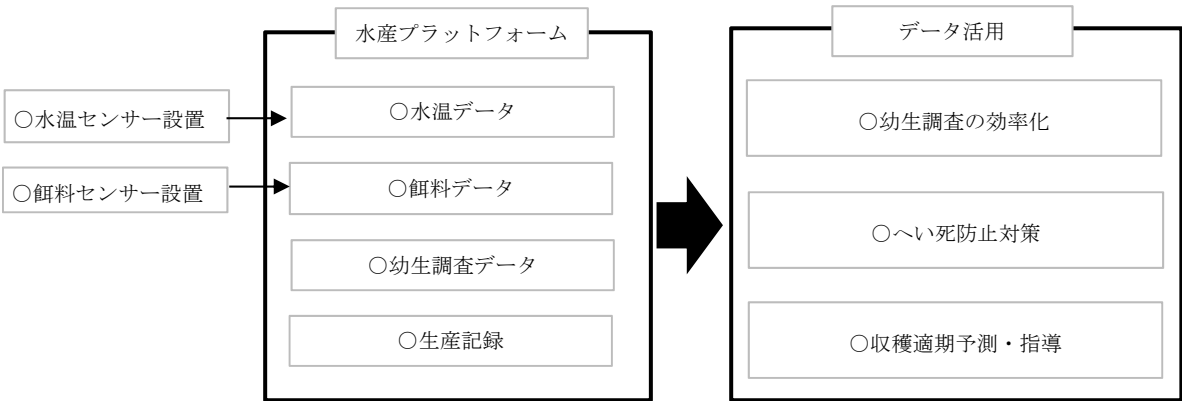 水産プラットフォーム
データ活用
○水温センサー設置
○餌料センサー設置
○水温データ
○餌料データ
○幼生調査データ
○生産記録
○幼生調査の効率化
○へい死防止対策
○収穫適期予測・指導